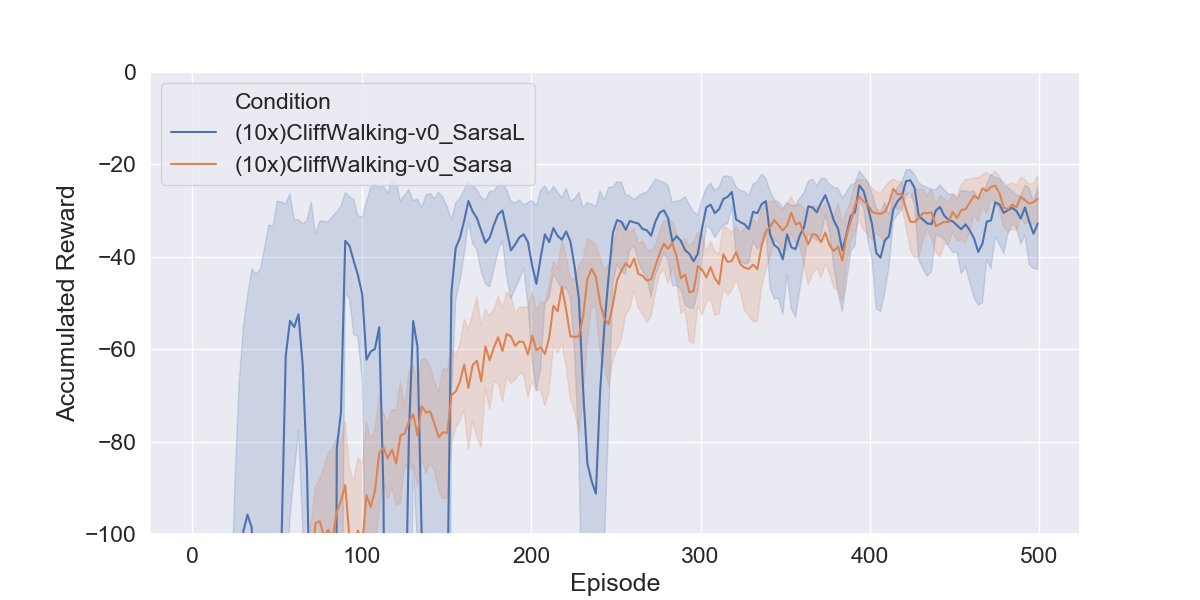 Condition
(10x)CliffWalking-v0_SarsaL
(10x)CliffWalking-v0_Sarsa
Accumulated Reward
0
−20
−40
−60
−80
−100
0 100 200 300 400 500
Episode